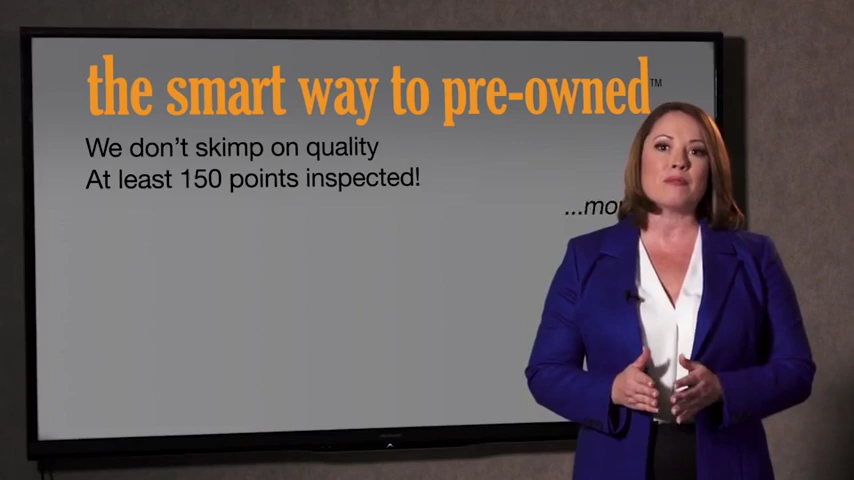 the smart way to pre-owned™
We don't skimp on quality
At least 150 points inspected!